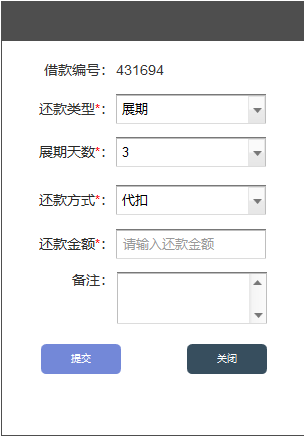 借款编号: 431694
还款类型*: 展期
展期天数*: 3
还款方式*: 代扣
还款金额*: 请输入还款金额
备注:
提交 关闭